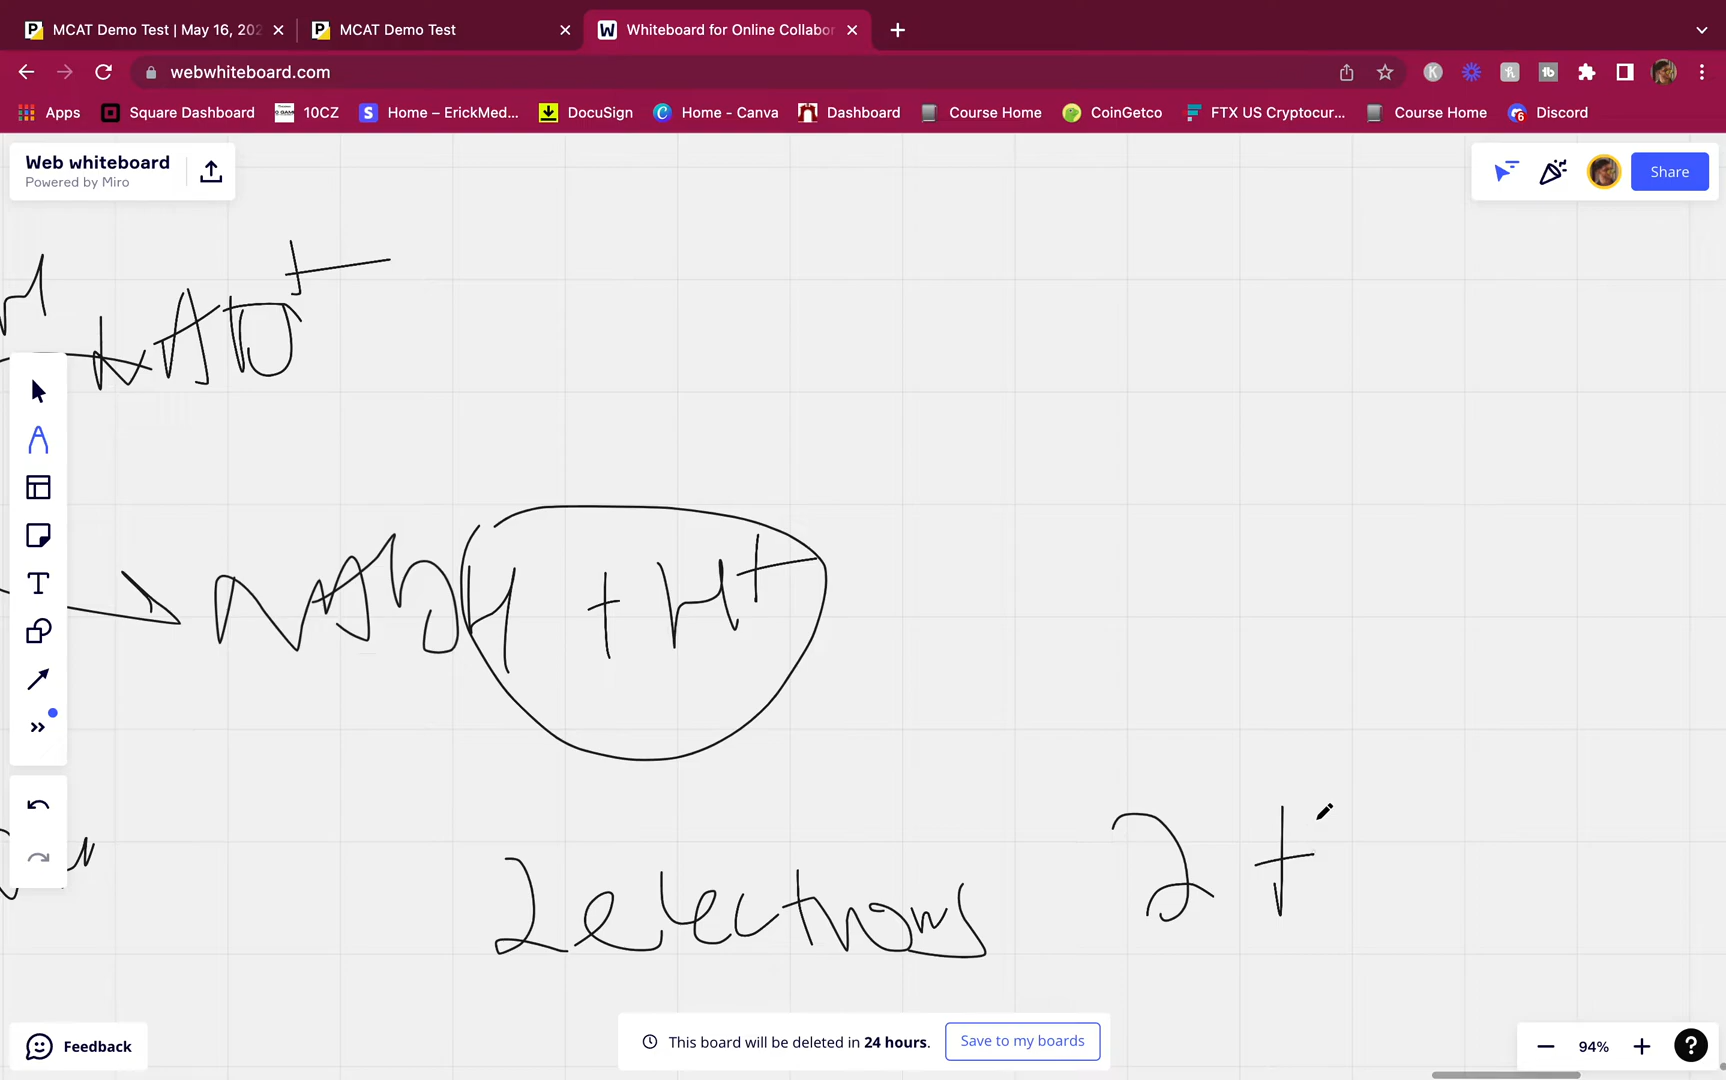 MCAT Demo Test | May 16, 202
MCAT Demo Test
Whiteboard for Online Collabor
webwhiteboard.com
Apps
Square Dashboard
10CZ
Home – ErickMed...
DocuSign
Home - Canva
Dashboard
Course Home
CoinGetco
FTX US Cryptocur...
Course Home
Discord
Web whiteboard
Powered by Miro
Share
H
NAD+
NADH + H+
2 electrons
2 +
Feedback
This board will be deleted in 24 hours.
Save to my boards
94%